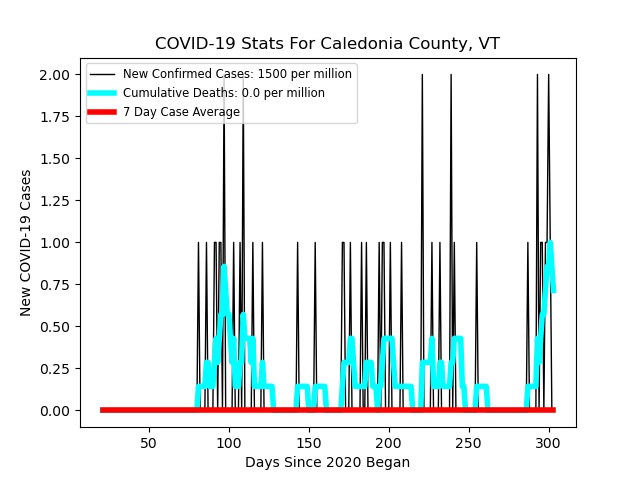 COVID-19 Stats For Caledonia County, VT
New Confirmed Cases: 1500 per million
Cumulative Deaths: 0.0 per million
7 Day Case Average
2.00
1.75
1.50
1.25
1.00
0.75
0.50
0.25
0.00
New COVID-19 Cases
50 100 150 200 250 300
Days Since 2020 Began